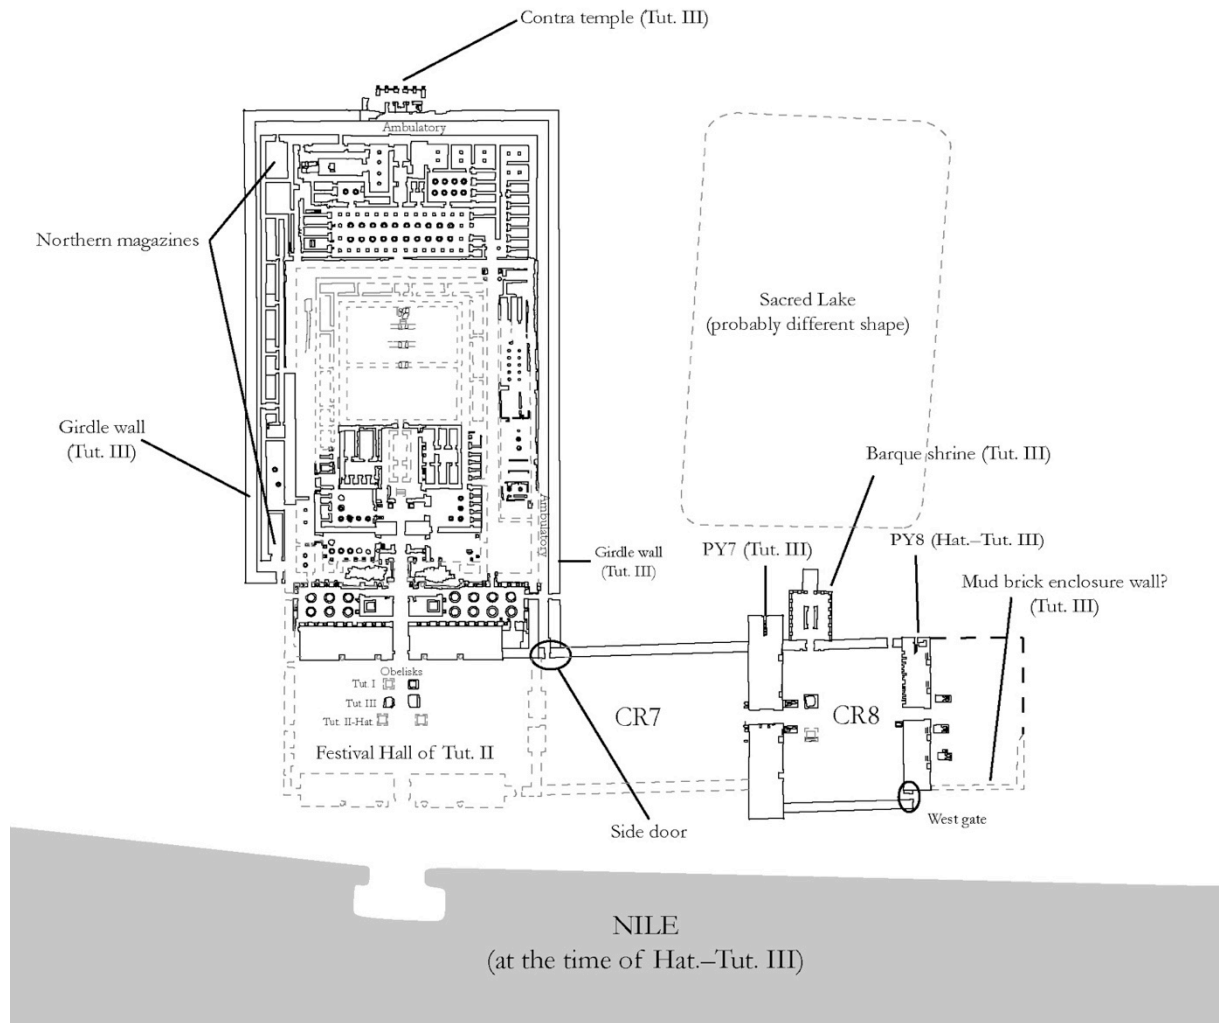 Contra temple (Tut. III)
Ambulatory
Northern magazines
Sacred Lake
(probably different shape)
Girdle wall
(Tut. III)
Barque shrine (Tut. III)
Ambulatory
PY7 (Tut. III)
PY8 (Hat.–Tut. III)
Girdle wall
(Tut. III)
Mud brick enclosure wall?
(Tut. III)
Obelisks
Tut. I
Tut III
Tut. II-Hat.
CR7
CR8
Festival Hall of Tut. II
Side door
West gate
NILE
(at the time of Hat.–Tut. III)